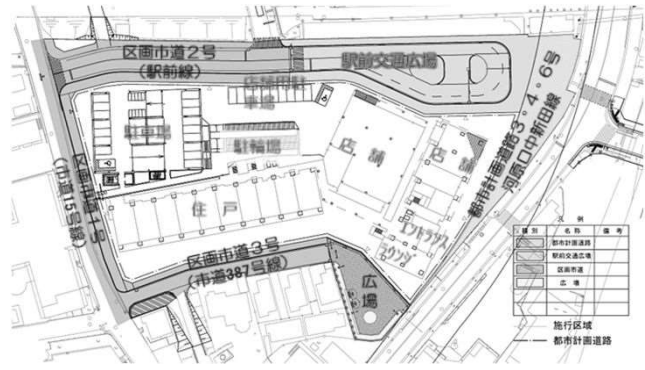 区画市道2号
(駅前線)
駅前交通広場
店舗用駐
車場
駐車場
駐輪場
店舗
店舗
住戸
エントランス
ラウンジ
区画市道1号
(市道15号線)
区画市道3号
(市道387号線)
広場
都市計画道路3・4・6号
河原口中新田線
凡例
種別 名称 備考
都市計画道路
駅前交通広場
区画市道
広場
施行区域
都市計画道路